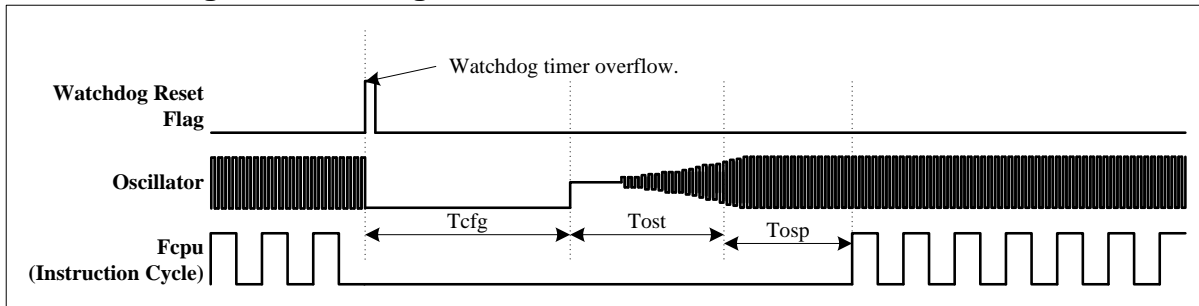 Watchdog timer overflow.
Watchdog Reset
Flag
Oscillator
Tcfg
Tost
Tosp
Fcpu
(Instruction Cycle)